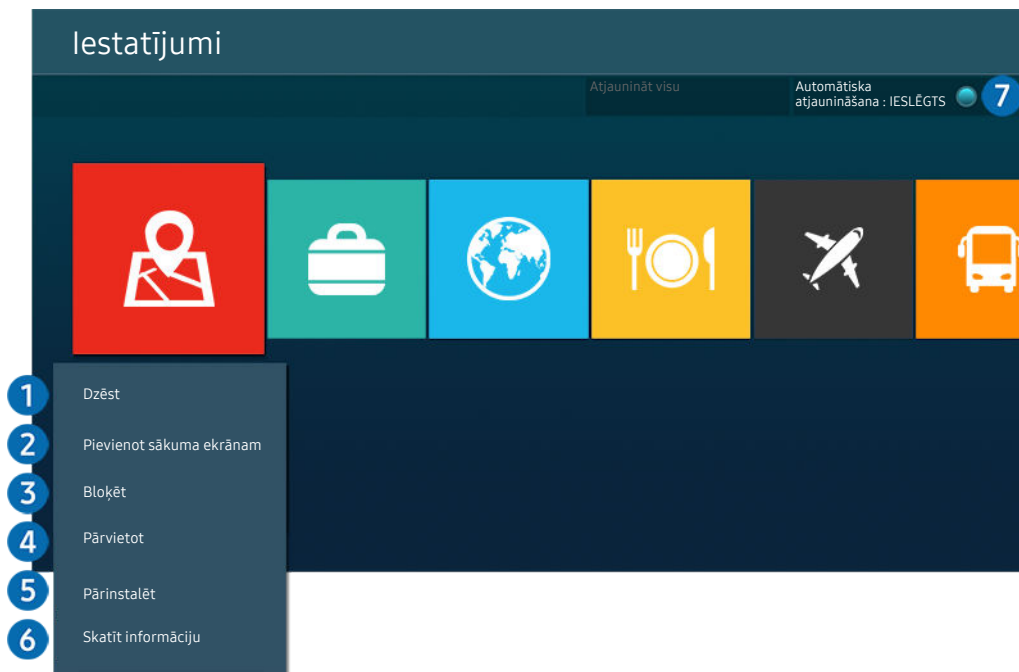 Iestatījumi
Atjaunināt visu
Automātiska
atjaunināšana : IESLĒGTS
7
1 Dzēst
2 Pievienot sākuma ekrānam
3 Bloķēt
4 Pārvietot
5 Pārinstalēt
6 Skatīt informāciju